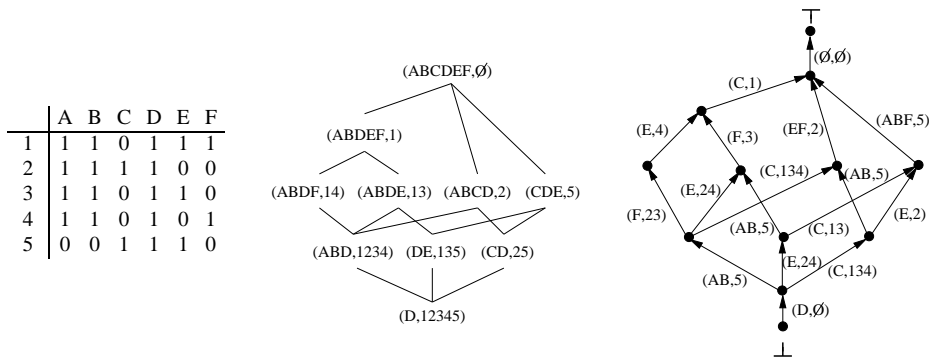 A B C D E F
1 1 1 0 1 1 1
2 1 1 1 1 0 0
3 1 1 0 1 1 0
4 1 1 0 1 0 1
5 0 0 1 1 1 0
(ABCDEF,Ø)
(ABDEF,1)
(ABDF,14) (ABDE,13) (ABCD,2) (CDE,5)
(ABD,1234) (DE,135) (CD,25)
(D,12345)
⊤
(Ø,Ø)
(C,1)
(E,4) (F,3) (EF,2) (ABF,5)
(C,134) (AB,5)
(F,23) (E,24) (AB,5) (C,13) (E,2)
(AB,5) (E,24) (C,134)
(D,Ø)
⊥